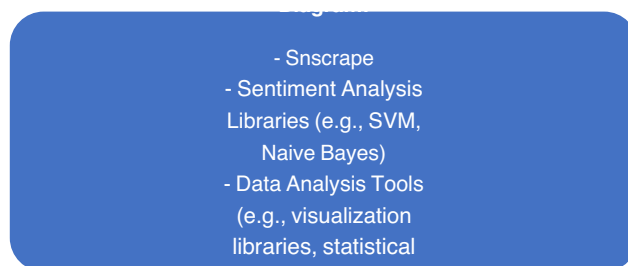 - Snscrape
- Sentiment Analysis
Libraries (e.g., SVM,
Naive Bayes)
- Data Analysis Tools
(e.g., visualization
libraries, statistical